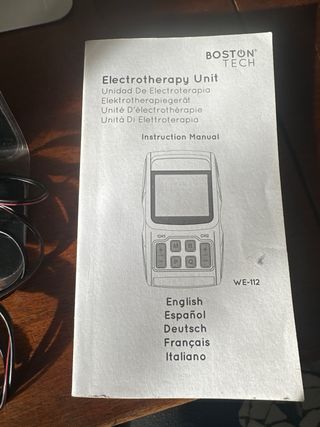 BOSTON®
TECH
Electrotherapy Unit
Unidad De Electroterapia
Elektrotherapiegerät
Unité D'électrothérapie
Unità Di Elettroterapia
Instruction Manual
CH1 CH2
WE-112
English
Español
Deutsch
Français
Italiano